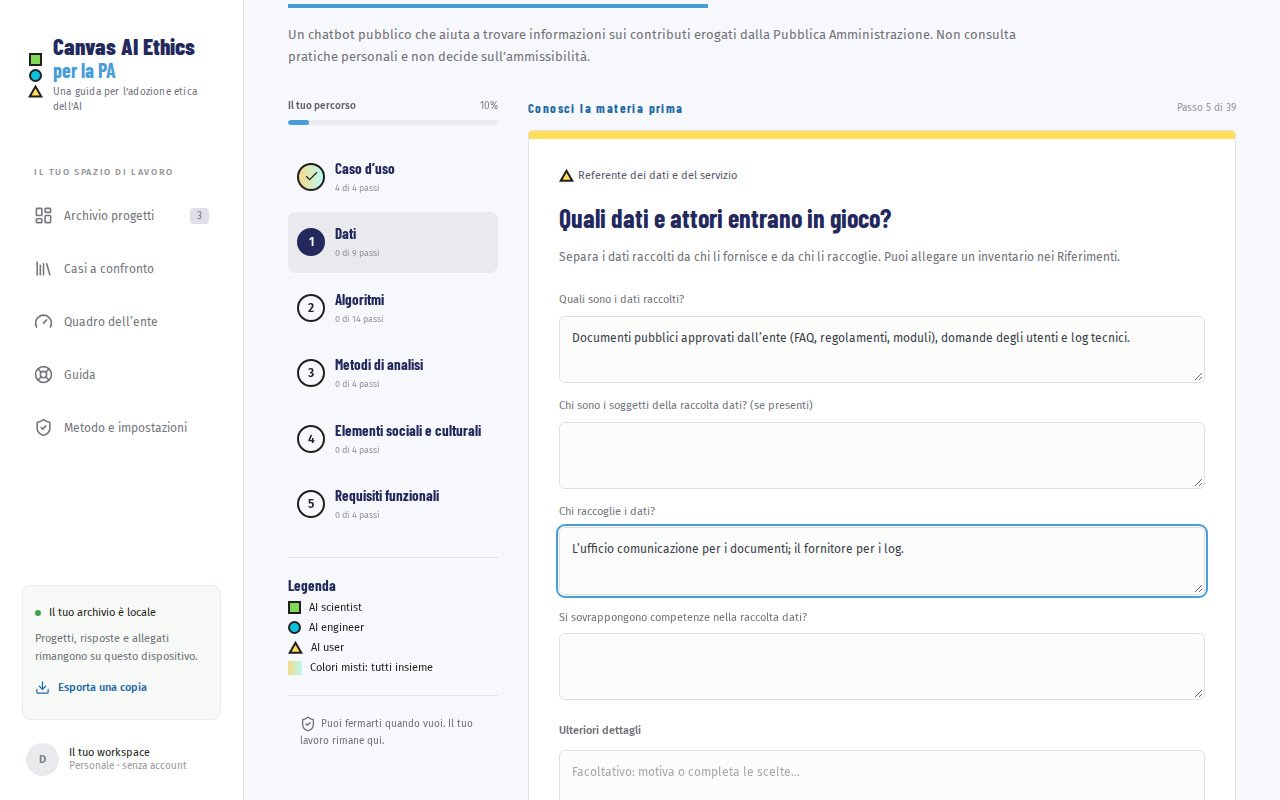 Canvas AI Ethics
per la PA
Una guida per l'adozione etica
dell'AI
IL TUO SPAZIO DI LAVORO
Archivio progetti
3
Casi a confronto
Quadro dell'ente
Guida
Metodo e impostazioni
Il tuo archivio è locale
Progetti, risposte e allegati
rimangono su questo dispositivo.
Esporta una copia
D
Il tuo workspace
Personale · senza account
Un chatbot pubblico che aiuta a trovare informazioni sui contributi erogati dalla Pubblica Amministrazione. Non consulta
pratiche personali e non decide sull'ammissibilità.
Il tuo percorso
10%
Caso d'uso
4 di 4 passi
1
Dati
0 di 9 passi
2
Algoritmi
0 di 14 passi
3
Metodi di analisi
0 di 4 passi
4
Elementi sociali e culturali
0 di 4 passi
5
Requisiti funzionali
0 di 4 passi
Legenda
AI scientist
AI engineer
AI user
Colori misti: tutti insieme
Puoi fermarti quando vuoi. Il tuo
lavoro rimane qui.
Conosci la materia prima
Passo 5 di 39
Referente dei dati e del servizio
Quali dati e attori entrano in gioco?
Separa i dati raccolti da chi li fornisce e da chi li raccoglie. Puoi allegare un inventario nei Riferimenti.
Quali sono i dati raccolti?
Documenti pubblici approvati dall'ente (FAQ, regolamenti, moduli), domande degli utenti e log tecnici.
Chi sono i soggetti della raccolta dati? (se presenti)
Chi raccoglie i dati?
L'ufficio comunicazione per i documenti; il fornitore per i log.
Si sovrappongono competenze nella raccolta dati?
Ulteriori dettagli
Facoltativo: motiva o completa le scelte...